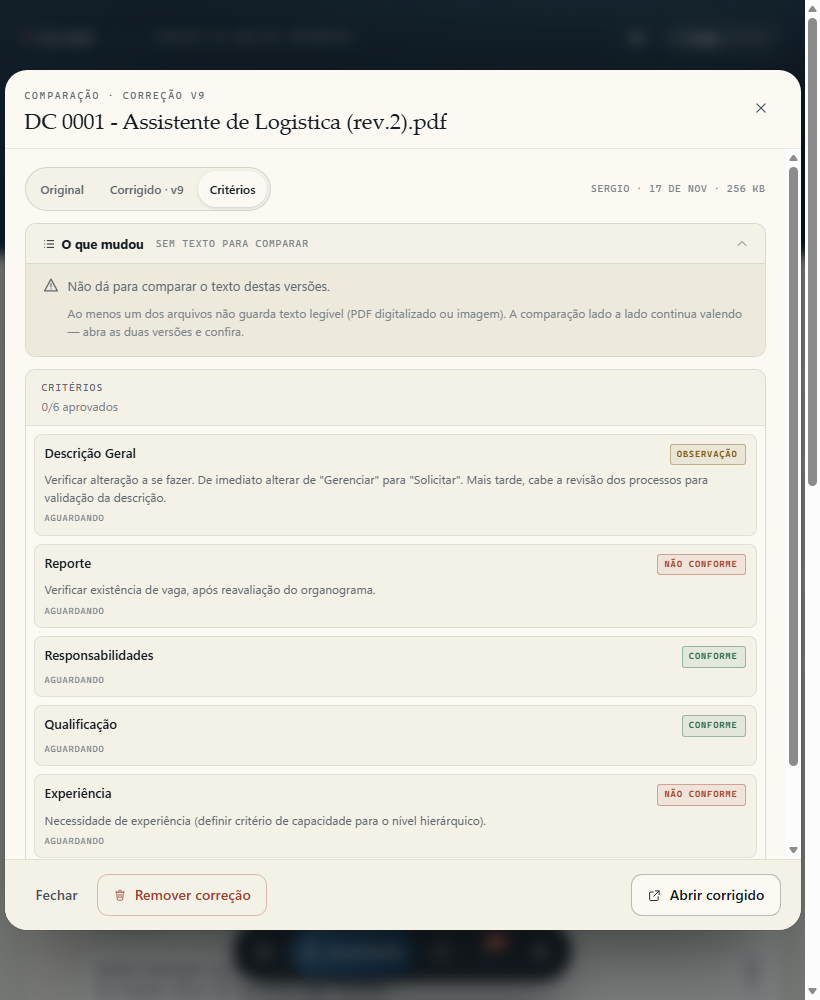 COMPARAÇÃO · CORREÇÃO V9
DC 0001 - Assistente de Logistica (rev.2).pdf
Original
Corrigido · v9
Critérios
SERGIO · 17 DE NOV · 256 KB
O que mudou
SEM TEXTO PARA COMPARAR
Não dá para comparar o texto destas versões.
Ao menos um dos arquivos não guarda texto legível (PDF digitalizado ou imagem). A comparação lado a lado continua valendo
— abra as duas versões e confira.
CRITÉRIOS
0/6 aprovados
Descrição Geral
OBSERVAÇÃO
Verificar alteração a se fazer. De imediato alterar de "Gerenciar" para "Solicitar". Mais tarde, cabe a revisão dos processos para
validação da descrição.
AGUARDANDO
Reporte
NÃO CONFORME
Verificar existência de vaga, após reavaliação do organograma.
AGUARDANDO
Responsabilidades
CONFORME
AGUARDANDO
Qualificação
CONFORME
AGUARDANDO
Experiência
NÃO CONFORME
Necessidade de experiência (definir critério de capacidade para o nível hierárquico).
AGUARDANDO
Fechar
Remover correção
Abrir corrigido